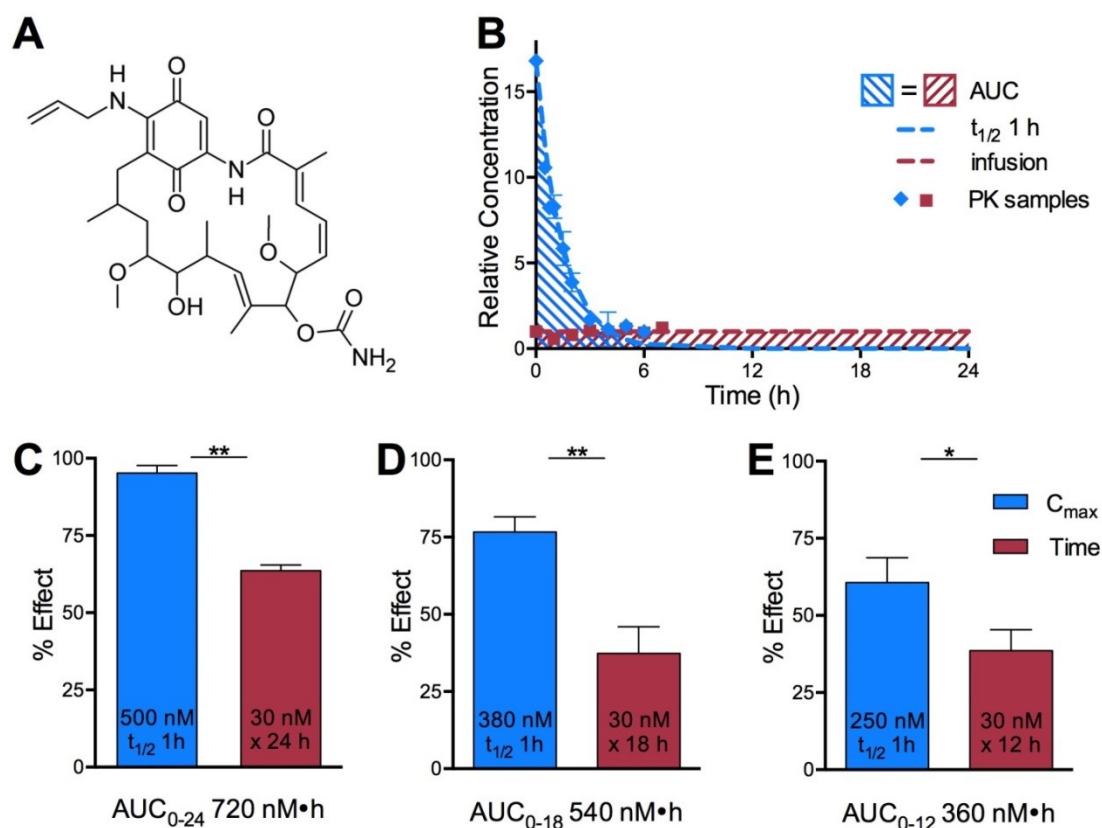 A
H
N
O
O
O
N
H
O
O
OH
O
O
O
NH2
B
Relative Concentration
15
10
5
0
0
6
12
18
24
Time (h)
= AUC
t1/2 1 h
infusion
PK samples
C
% Effect
100
75
50
25
0
**
500 nM
t1/2 1h
30 nM
x 24 h
AUC0-24 720 nM•h
D
% Effect
100
75
50
25
0
**
380 nM
t1/2 1h
30 nM
x 18 h
AUC0-18 540 nM•h
E
% Effect
100
75
50
25
0
*
250 nM
t1/2 1h
30 nM
x 12 h
AUC0-12 360 nM•h
Cmax
Time